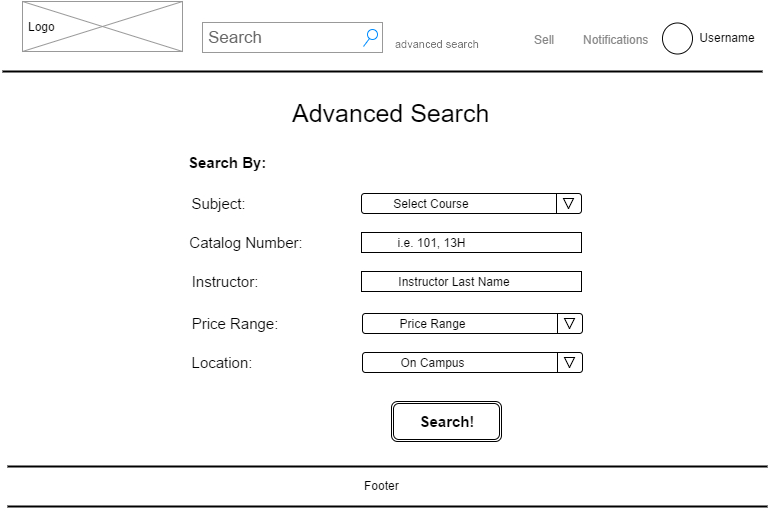 Logo
Search
advanced search
Sell
Notifications
Username
Advanced Search
Search By:
Subject:
Select Course
Catalog Number:
i.e. 101, 13H
Instructor:
Instructor Last Name
Price Range:
Price Range
Location:
On Campus
Search!
Footer